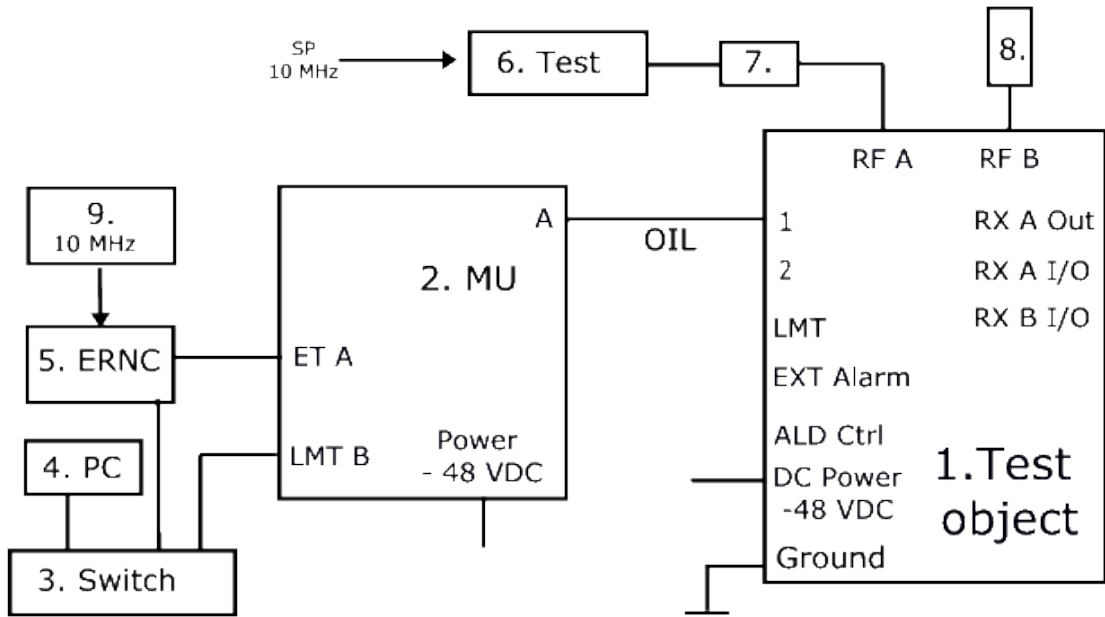 SP
10 MHz
6. Test
7.
8.
RF A
RF B
9.
10 MHz
A
OIL
1
RX A Out
2. MU
2
RX A I/O
LMT
RX B I/O
5. ERNC
ET A
EXT Alarm
4. PC
LMT B
Power
- 48 VDC
ALD Ctrl
DC Power
-48 VDC
1.Test
object
3. Switch
Ground